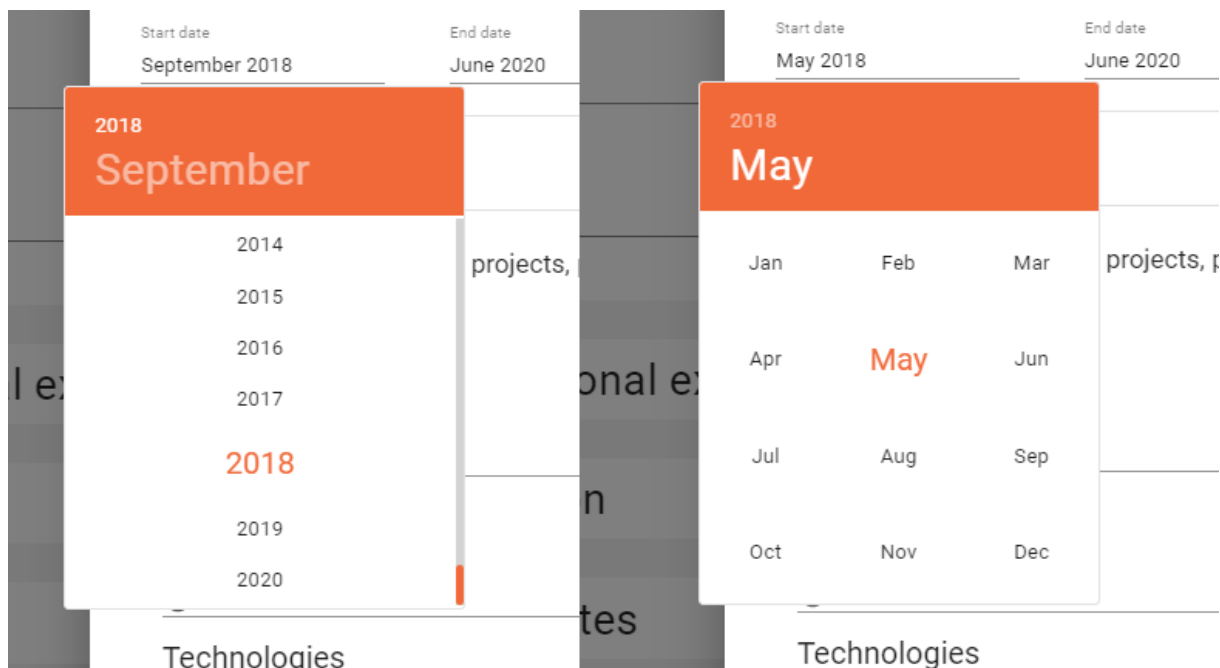 Start date
End date
September 2018
June 2020
2018
September
2014
2015
2016
2017
2018
2019
2020
projects,
l ex
Technologies
Start date
End date
May 2018
June 2020
2018
May
Jan Feb Mar
Apr May Jun
Jul Aug Sep
Oct Nov Dec
projects, p
onal ex
n
tes
Technologies